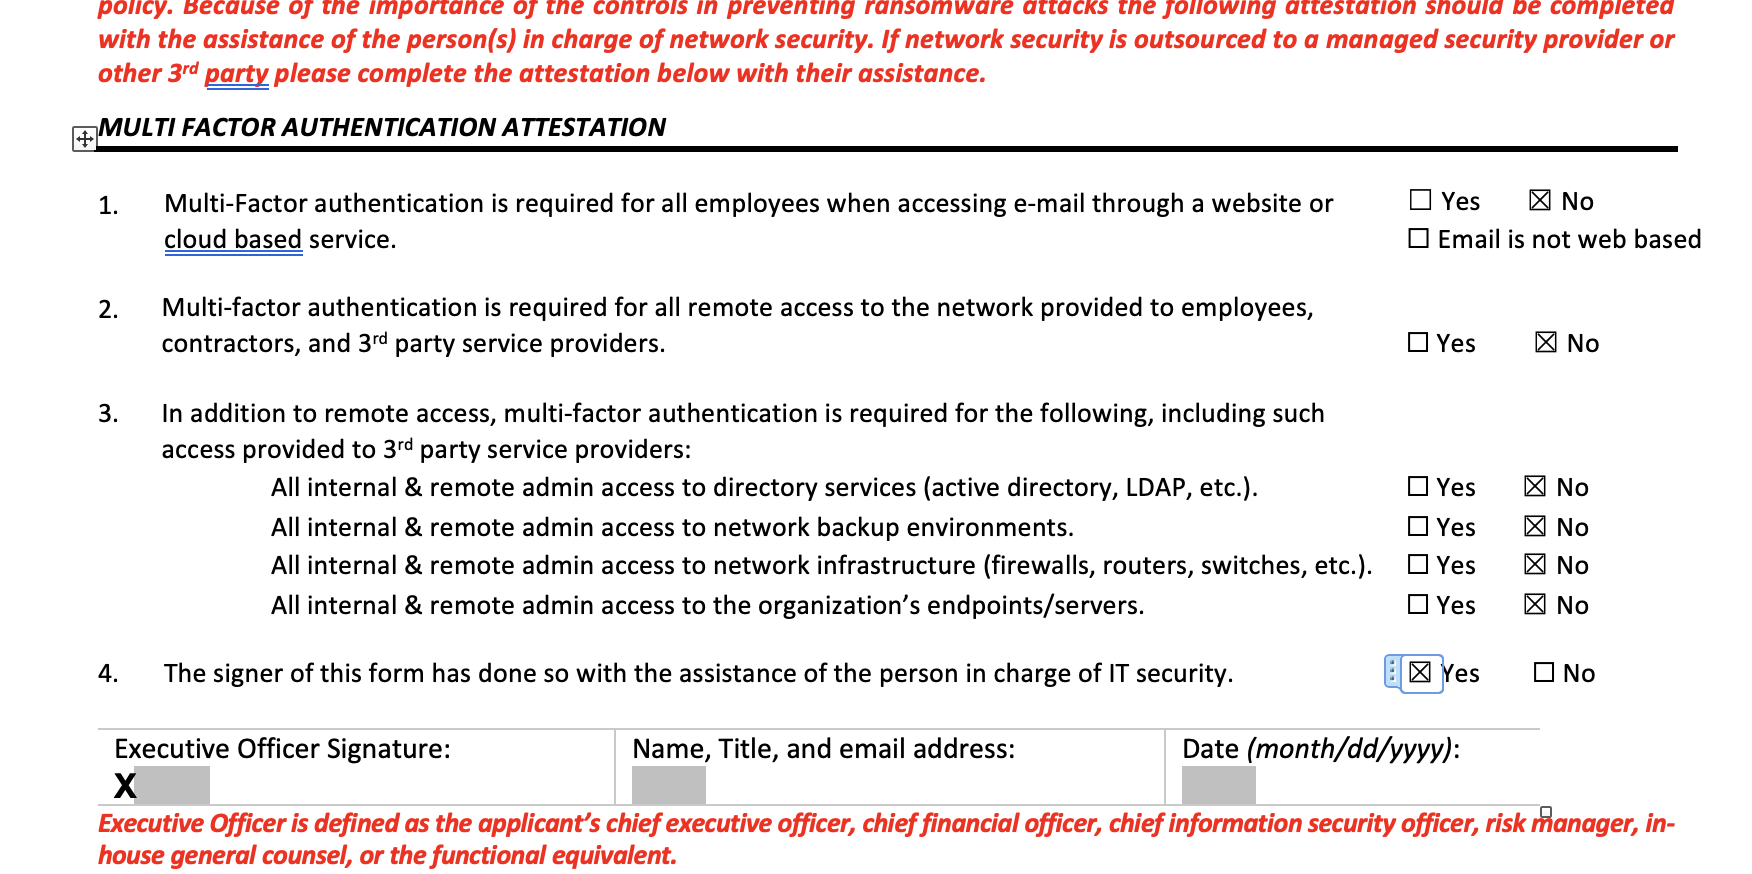 policy. Because of the importance of the controls in preventing ransomware attacks the following attestation should be completed
with the assistance of the person(s) in charge of network security. If network security is outsourced to a managed security provider or
other 3rd party please complete the attestation below with their assistance.
MULTI FACTOR AUTHENTICATION ATTESTATION
1. Multi-Factor authentication is required for all employees when accessing e-mail through a website or ☐ Yes ☒ No
cloud based service. ☐ Email is not web based
2. Multi-factor authentication is required for all remote access to the network provided to employees,
contractors, and 3rd party service providers. ☐ Yes ☒ No
3. In addition to remote access, multi-factor authentication is required for the following, including such
access provided to 3rd party service providers:
All internal & remote admin access to directory services (active directory, LDAP, etc.). ☐ Yes ☒ No
All internal & remote admin access to network backup environments. ☐ Yes ☒ No
All internal & remote admin access to network infrastructure (firewalls, routers, switches, etc.). ☐ Yes ☒ No
All internal & remote admin access to the organization’s endpoints/servers. ☐ Yes ☒ No
4. The signer of this form has done so with the assistance of the person in charge of IT security. ☒ Yes ☐ No
Executive Officer Signature: Name, Title, and email address: Date (month/dd/yyyy):
X
Executive Officer is defined as the applicant’s chief executive officer, chief financial officer, chief information security officer, risk manager, in-
house general counsel, or the functional equivalent.